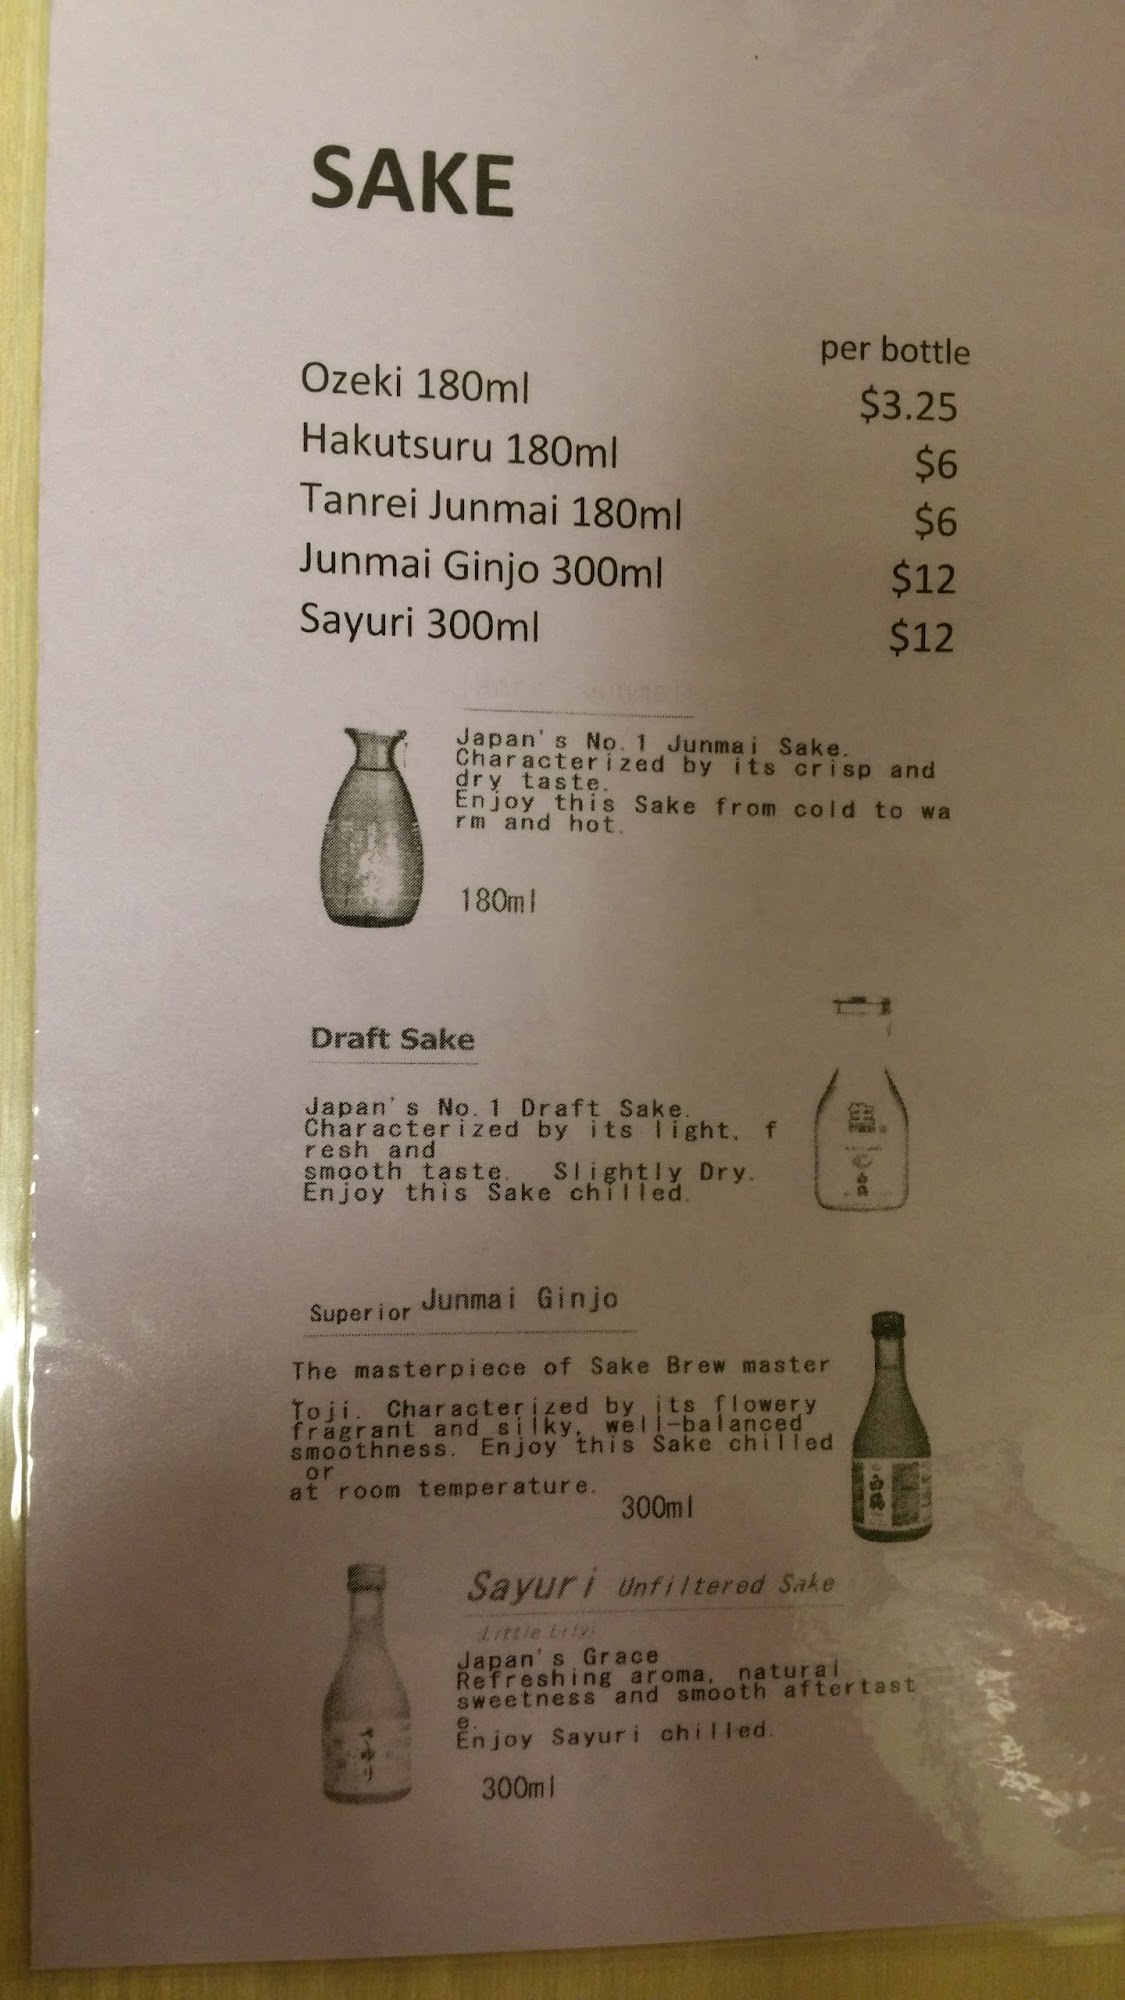 SAKE
per bottle
Ozeki 180ml $3.25
Hakutsuru 180ml $6
Tanrei Junmai 180ml $6
Junmai Ginjo 300ml $12
Sayuri 300ml $12
Japan's No.1 Junmai Sake.
Characterized by its crisp and
dry taste.
Enjoy this Sake from cold to wa
rm and hot.
180ml
Draft Sake
Japan's No.1 Draft Sake.
Characterized by its light, f
resh and
smooth taste. Slightly Dry.
Enjoy this Sake chilled.
Superior Junmai Ginjo
The masterpiece of Sake Brew master
Toji. Characterized by its flowery
fragrant and silky, well-balanced
smoothness. Enjoy this Sake chilled
or
at room temperature.
300ml
Sayuri Unfiltered Sake
(Little Lily)
Japan's Grace
Refreshing aroma, natural
sweetness and smooth aftertast
e.
Enjoy Sayuri chilled.
さゆり
300ml